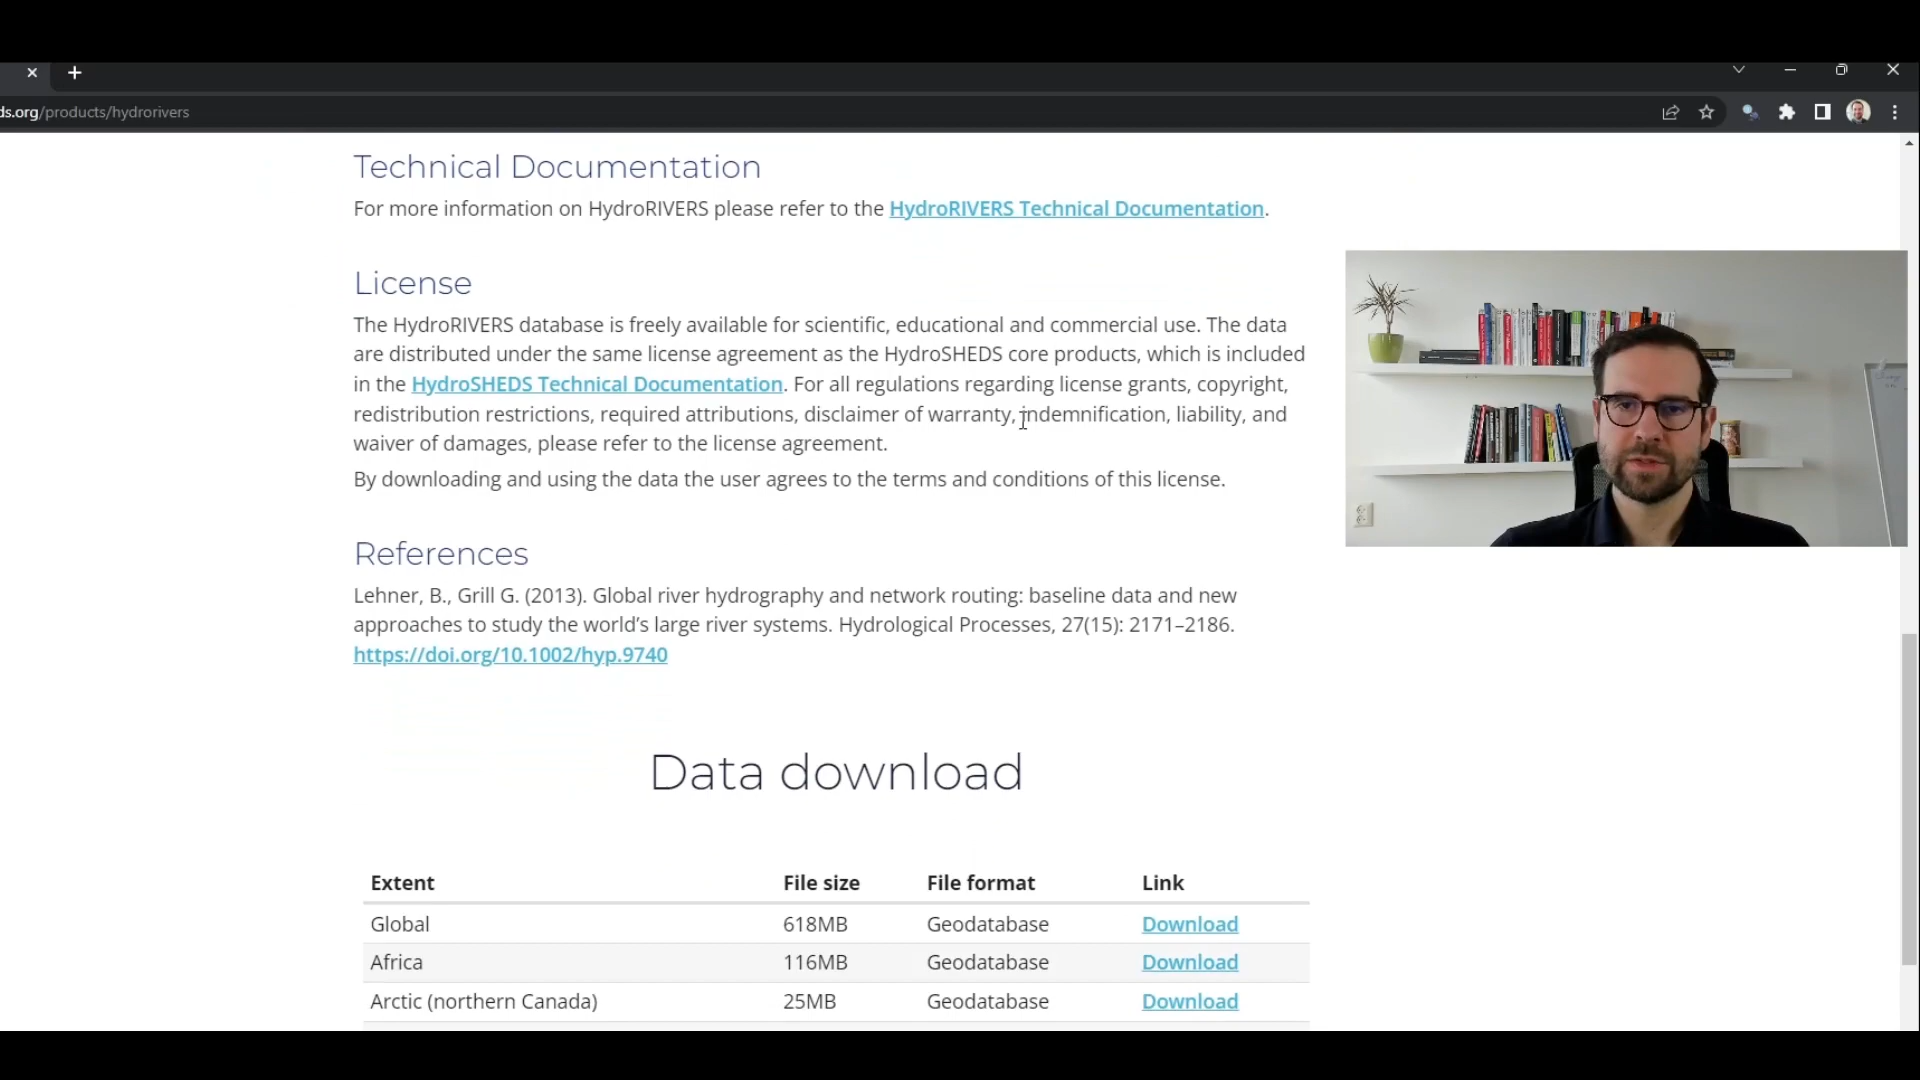 ds.org/products/hydrorivers
Technical Documentation
For more information on HydroRIVERS please refer to the HydroRIVERS Technical Documentation.
License
The HydroRIVERS database is freely available for scientific, educational and commercial use. The data
are distributed under the same license agreement as the HydroSHEDS core products, which is included
in the HydroSHEDS Technical Documentation. For all regulations regarding license grants, copyright,
redistribution restrictions, required attributions, disclaimer of warranty, indemnification, liability, and
waiver of damages, please refer to the license agreement.
By downloading and using the data the user agrees to the terms and conditions of this license.
References
Lehner, B., Grill G. (2013). Global river hydrography and network routing: baseline data and new
approaches to study the world’s large river systems. Hydrological Processes, 27(15): 2171–2186.
https://doi.org/10.1002/hyp.9740
Data download
Extent File size File format Link
Global 618MB Geodatabase Download
Africa 116MB Geodatabase Download
Arctic (northern Canada) 25MB Geodatabase Download